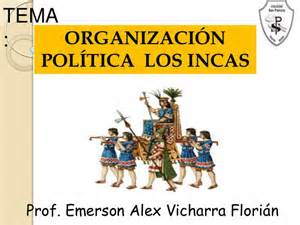 TEMA
:
ORGANIZACIÓN
POLÍTICA LOS INCAS
Prof. Emerson Alex Vicharra Florián